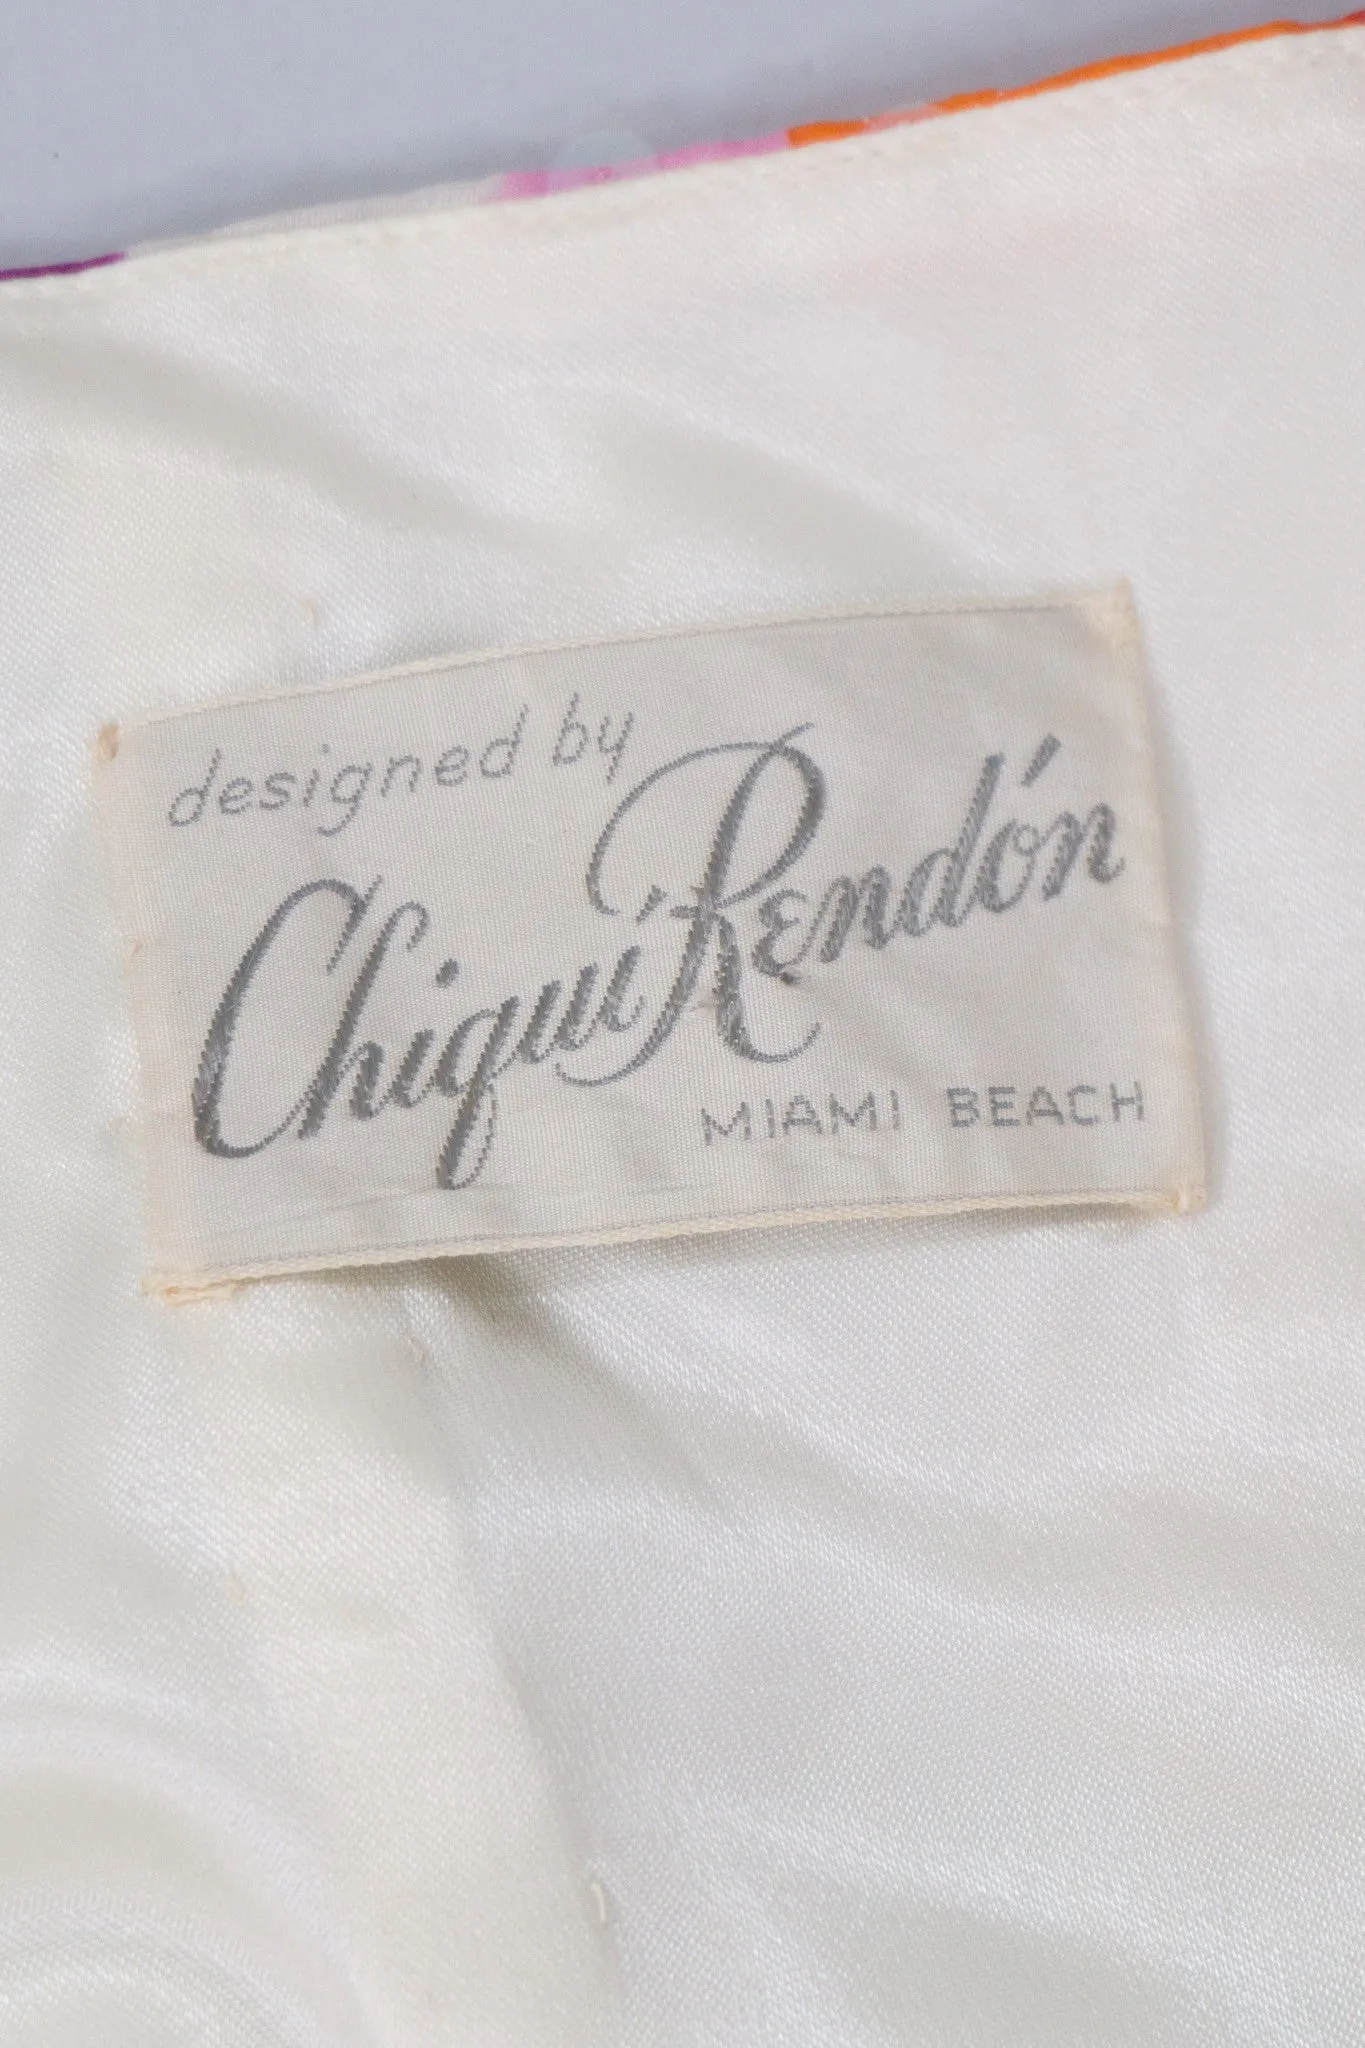 designed by
Chiqui Rendón
MIAMI BEACH